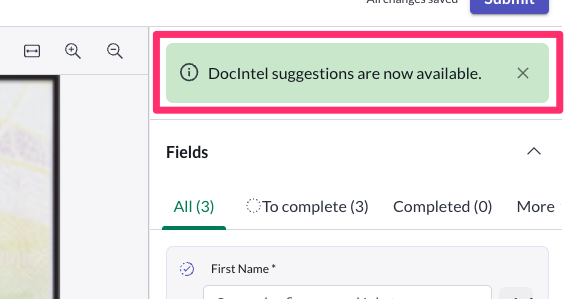 All changes saved
Submit
DocIntel suggestions are now available.
Fields
All (3)
To complete (3)
Completed (0)
More
First Name *